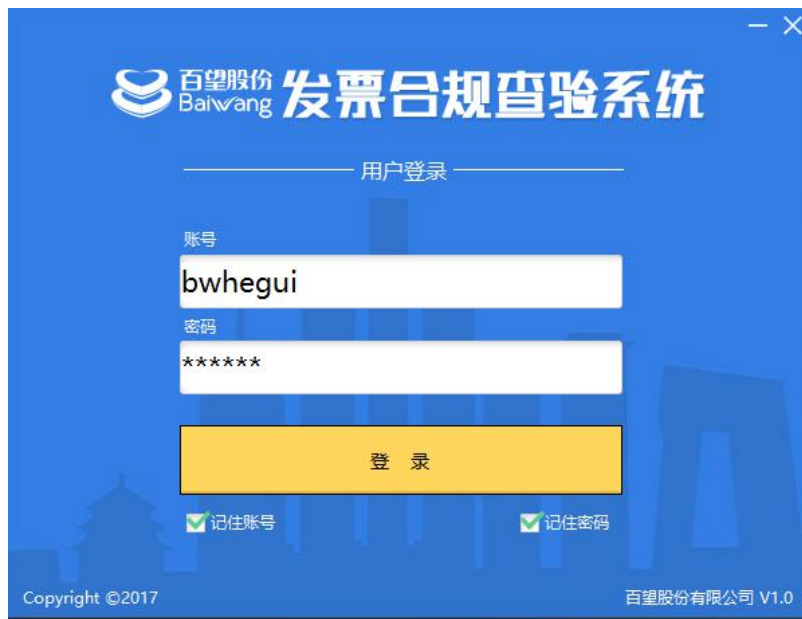 百望股份 发票合规查验系统
Baiwang
用户登录
账号
bwhegui
密码
******
登 录
记住账号 记住密码
Copyright ©2017 百望股份有限公司 V1.0